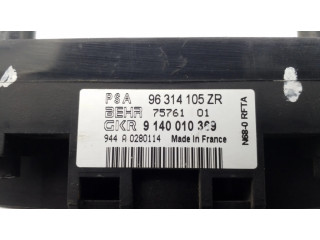 PSA 96 314 105 ZR
BEHR 75761 01
GKR 9 140 010 369
944 A 0280114 Made in France
N68-0 RFTA